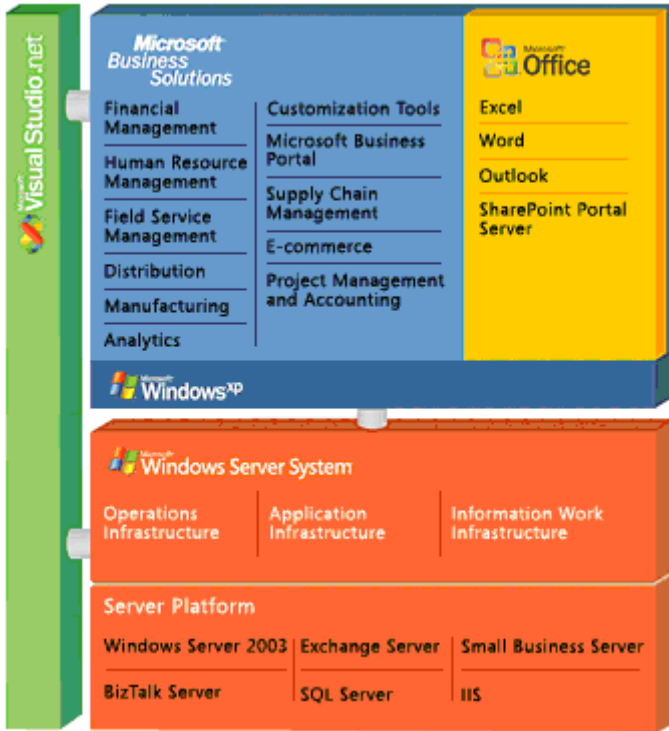 Microsoft
Visual Studio.net
Microsoft
Business
Solutions
Financial
Management
Human Resource
Management
Field Service
Management
Distribution
Manufacturing
Analytics
Customization Tools
Microsoft Business
Portal
Supply Chain
Management
E-commerce
Project Management
and Accounting
Microsoft
Office
Excel
Word
Outlook
SharePoint Portal
Server
Microsoft
Windows xp
Microsoft
Windows Server System
Operations
Infrastructure
Application
Infrastructure
Information Work
Infrastructure
Server Platform
Windows Server 2003
Exchange Server
Small Business Server
BizTalk Server
SQL Server
IIS